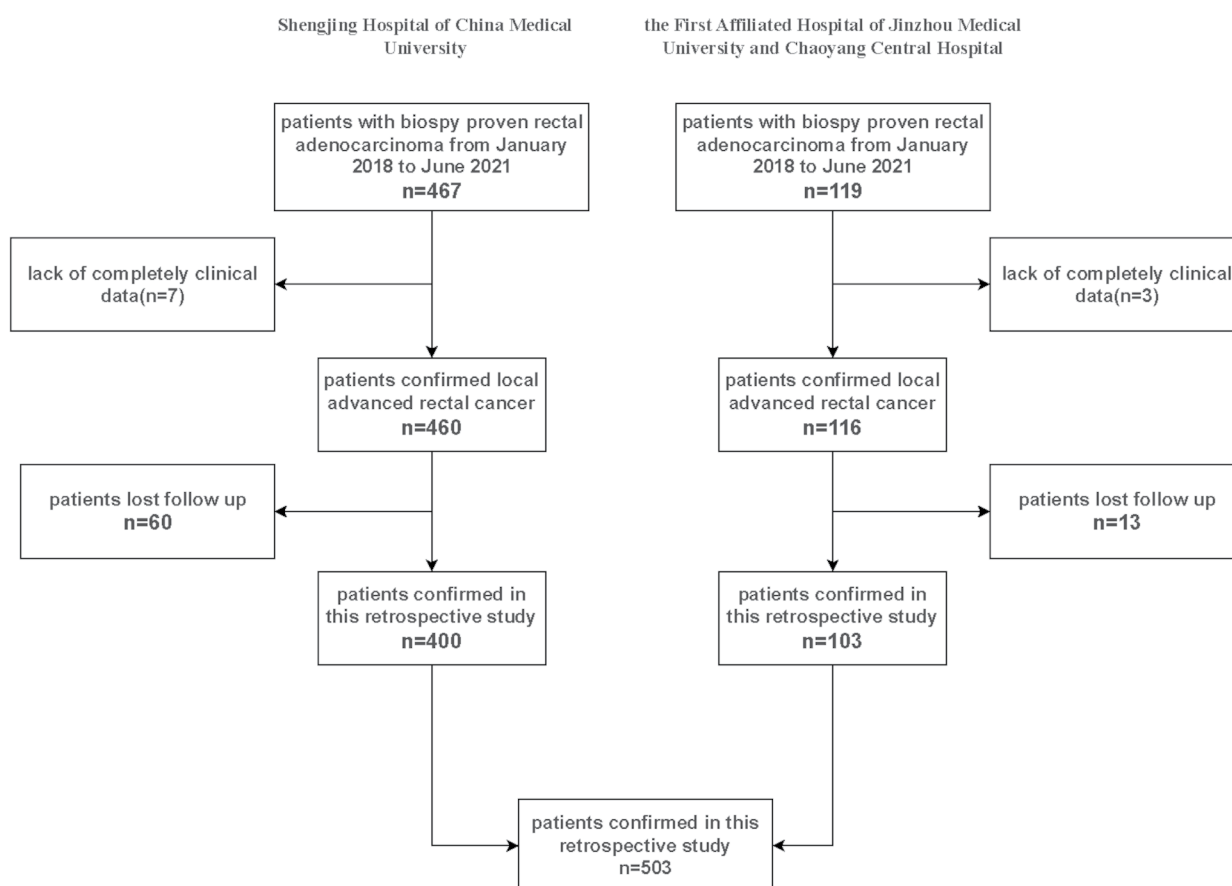 Shengjing Hospital of China Medical
University
the First Affiliated Hospital of Jinzhou Medical
University and Chaoyang Central Hospital
patients with biospy proven rectal
adenocarcinoma from January
2018 to June 2021
n=467
patients with biospy proven rectal
adenocarcinoma from January
2018 to June 2021
n=119
lack of completely clinical
data(n=7)
lack of completely clinical
data(n=3)
patients confirmed local
advanced rectal cancer
n=460
patients confirmed local
advanced rectal cancer
n=116
patients lost follow up
n=60
patients lost follow up
n=13
patients confirmed in
this retrospective study
n=400
patients confirmed in
this retrospective study
n=103
patients confirmed in this
retrospective study
n=503